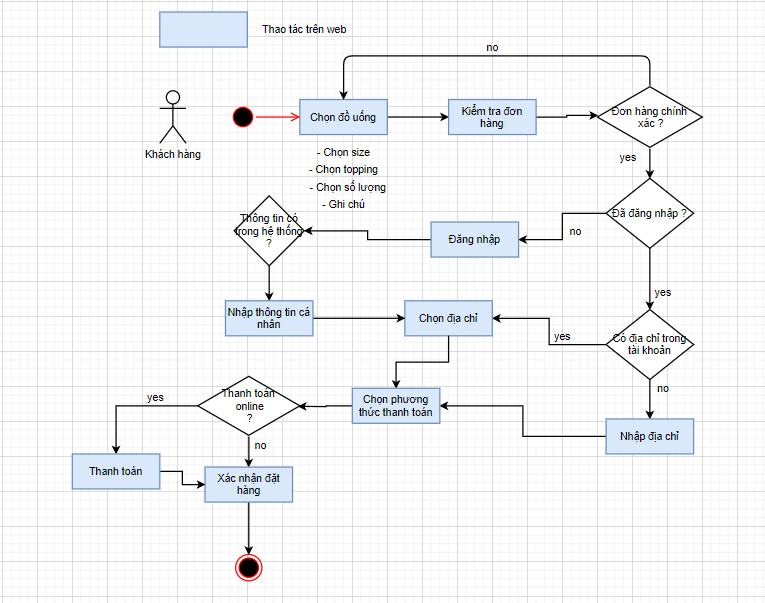 Thao tác trên web
no
Khách hàng
Chọn đồ uống
Kiểm tra đơn
hàng
Đơn hàng chính
xác ?
- Chọn size
- Chọn topping
- Chọn số lượng
- Ghi chú
yes
Thông tin có
trong hệ thống
?
Đăng nhập
no
Đã đăng nhập ?
yes
Nhập thông tin cá
nhân
Chọn địa chỉ
yes
Có địa chỉ trong
tài khoản
no
yes
Thanh toán
online
?
Chọn phương
thức thanh toán
Nhập địa chỉ
no
Thanh toán
Xác nhận đặt
hàng